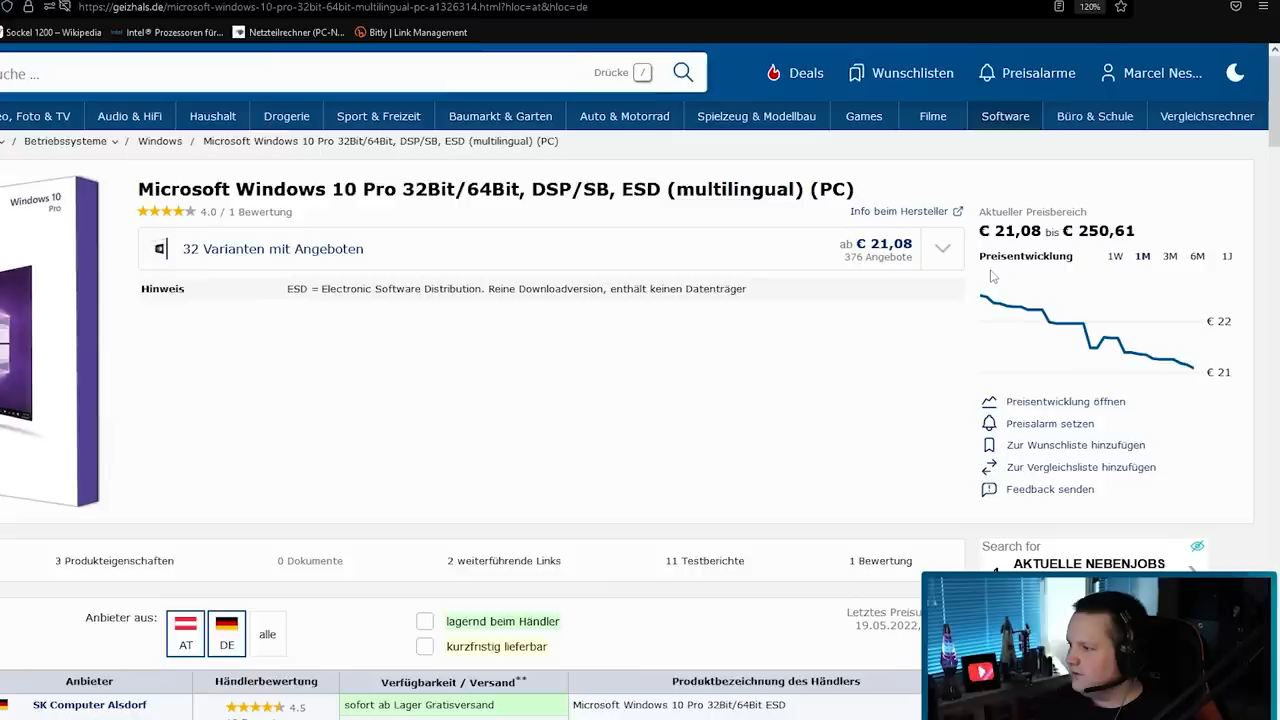 https://geizhals.de/microsoft-windows-10-pro-32bit-64bit-multilingual-pc-a1326314.html?hloc=at&hloc=de
120%
Sockel 1200 – Wikipedia
Intel® Prozessoren für...
Netzteilrechner (PC-N...
Bitly | Link Management
che ...
Drücke /
Deals
Wunschlisten
Preisalarme
Marcel Nes...
o, Foto & TV
Audio & HiFi
Haushalt
Drogerie
Sport & Freizeit
Baumarkt & Garten
Auto & Motorrad
Spielzeug & Modellbau
Games
Filme
Software
Büro & Schule
Vergleichsrechner
/ Betriebssysteme / Windows / Microsoft Windows 10 Pro 32Bit/64Bit, DSP/SB, ESD (multilingual) (PC)
Windows 10
Pro
Microsoft Windows 10 Pro 32Bit/64Bit, DSP/SB, ESD (multilingual) (PC)
4.0 / 1 Bewertung
Info beim Hersteller
32 Varianten mit Angeboten
ab € 21,08
376 Angebote
Hinweis
ESD = Electronic Software Distribution. Reine Downloadversion, enthält keinen Datenträger
Aktueller Preisbereich
€ 21,08 bis € 250,61
Preisentwicklung
1W 1M 3M 6M 1J
€ 22
€ 21
Preisentwicklung öffnen
Preisalarm setzen
Zur Wunschliste hinzufügen
Zur Vergleichsliste hinzufügen
Feedback senden
3 Produkteigenschaften
0 Dokumente
2 weiterführende Links
11 Testberichte
1 Bewertung
Search for
AKTUELLE NEBENJOBS
Anbieter aus:
AT
DE
alle
lagernd beim Händler
kurzfristig lieferbar
Letztes Preisu
19.05.2022,
Anbieter
Händlerbewertung
Verfügbarkeit / Versand**
Produktbezeichnung des Händlers
SK Computer Alsdorf
4.5
sofort ab Lager Gratisversand
Microsoft Windows 10 Pro 32Bit/64Bit ESD